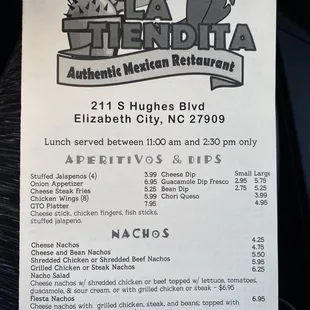 LA
TIENDITA
Authentic Mexican Restaurant
211 S Hughes Blvd
Elizabeth City, NC 27909
Lunch served between 11:00 am and 2:30 pm only
APERITIVOS & DIPS
Small Large
Stuffed Jalapenos (4) 3.99 Cheese Dip
Onion Appetizer 6.95 Guacamole Dip Fresco 2.95 5.75
Cheese Steak Fries 5.25 Bean Dip 2.75 5.25
Chicken Wings (8) 5.99 Chori Queso 3.99
GTO Platter 7.95 4.95
Cheese stick, chicken fingers, fish sticks,
stuffed jalapeno.
NACHOS
Cheese Nachos 4.25
Cheese and Bean Nachos 4.75
Shredded Chicken or Shredded Beef Nachos 5.50
Grilled Chicken or Steak Nachos 5.95
Nacho Salad 6.25
Cheese nachos w/ shredded chicken or beef topped w/ lettuce, tomatoes,
guacamole, & sour cream. or with grilled chicken or steak - $6.95
Fiesta Nachos 6.95
Cheese nachos with grilled chicken, steak, and beans; topped with